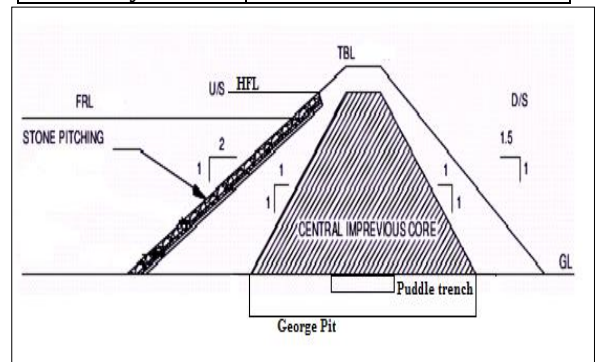 TBL
U/S HFL
FRL
D/S
STONE PITCHING
2
1
1.5
1
1
1
1
1
CENTRAL IMPREVIOUS CORE
GL
Puddle trench
George Pit